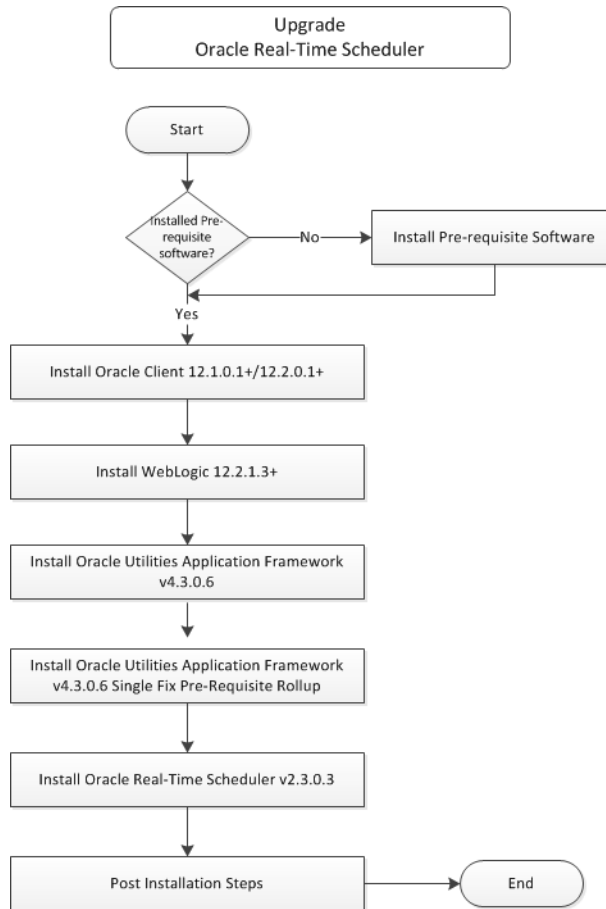 Upgrade
Oracle Real-Time Scheduler
Start
Installed Pre-
requisite
software?
No
Install Pre-requisite Software
Yes
Install Oracle Client 12.1.0.1+/12.2.0.1+
Install WebLogic 12.2.1.3+
Install Oracle Utilities Application Framework
v4.3.0.6
Install Oracle Utilities Application Framework
v4.3.0.6 Single Fix Pre-Requisite Rollup
Install Oracle Real-Time Scheduler v2.3.0.3
Post Installation Steps
End